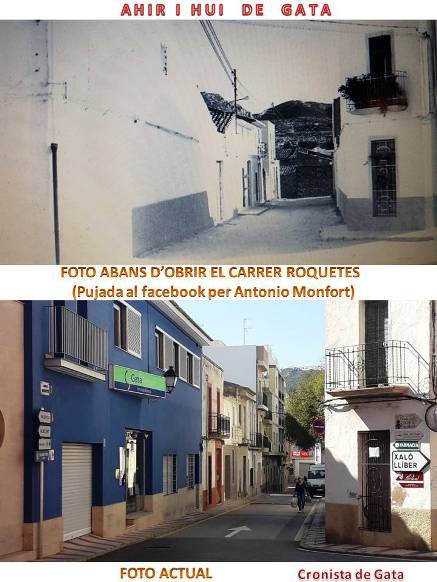 AHIR I HUI DE GATA
FOTO ABANS D'OBRIR EL CARRER ROQUETES
(Pujada al facebook per Antonio Monfort)
Gata
FARMACIA
XALÓ
LLÍBER
FOTO ACTUAL
Cronista de Gata